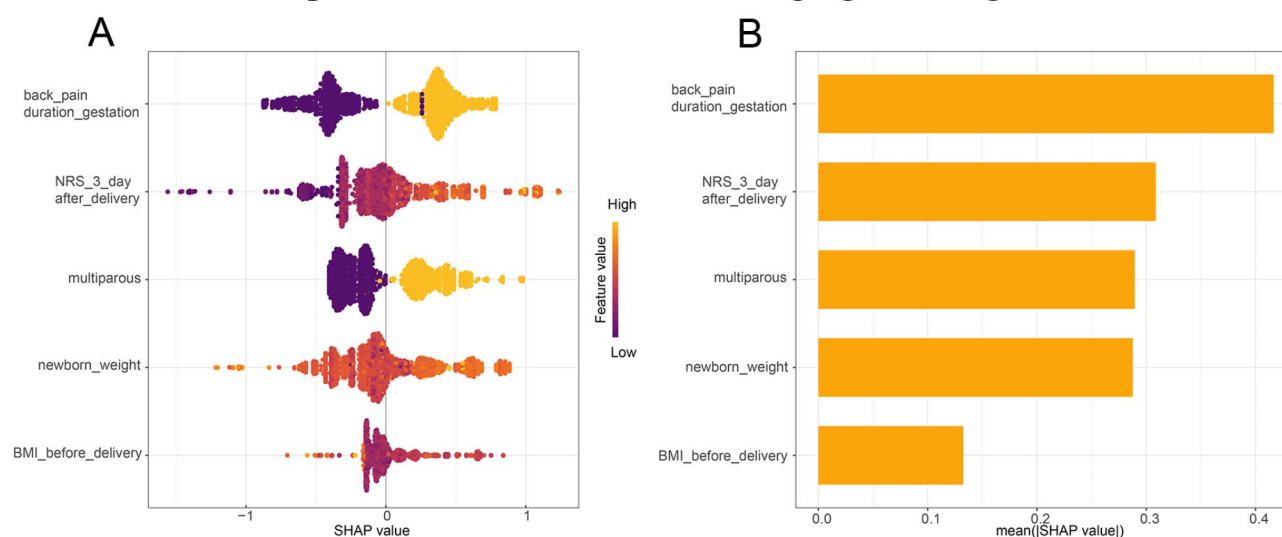 A
back_pain
duration_gestation
NRS_3_day
after_delivery
multiparous
newborn_weight
BMI_before_delivery
−1
0
1
SHAP value
High
Feature value
Low
B
back_pain
duration_gestation
NRS_3_day
after_delivery
multiparous
newborn_weight
BMI_before_delivery
0.0
0.1
0.2
0.3
0.4
mean(|SHAP value|)